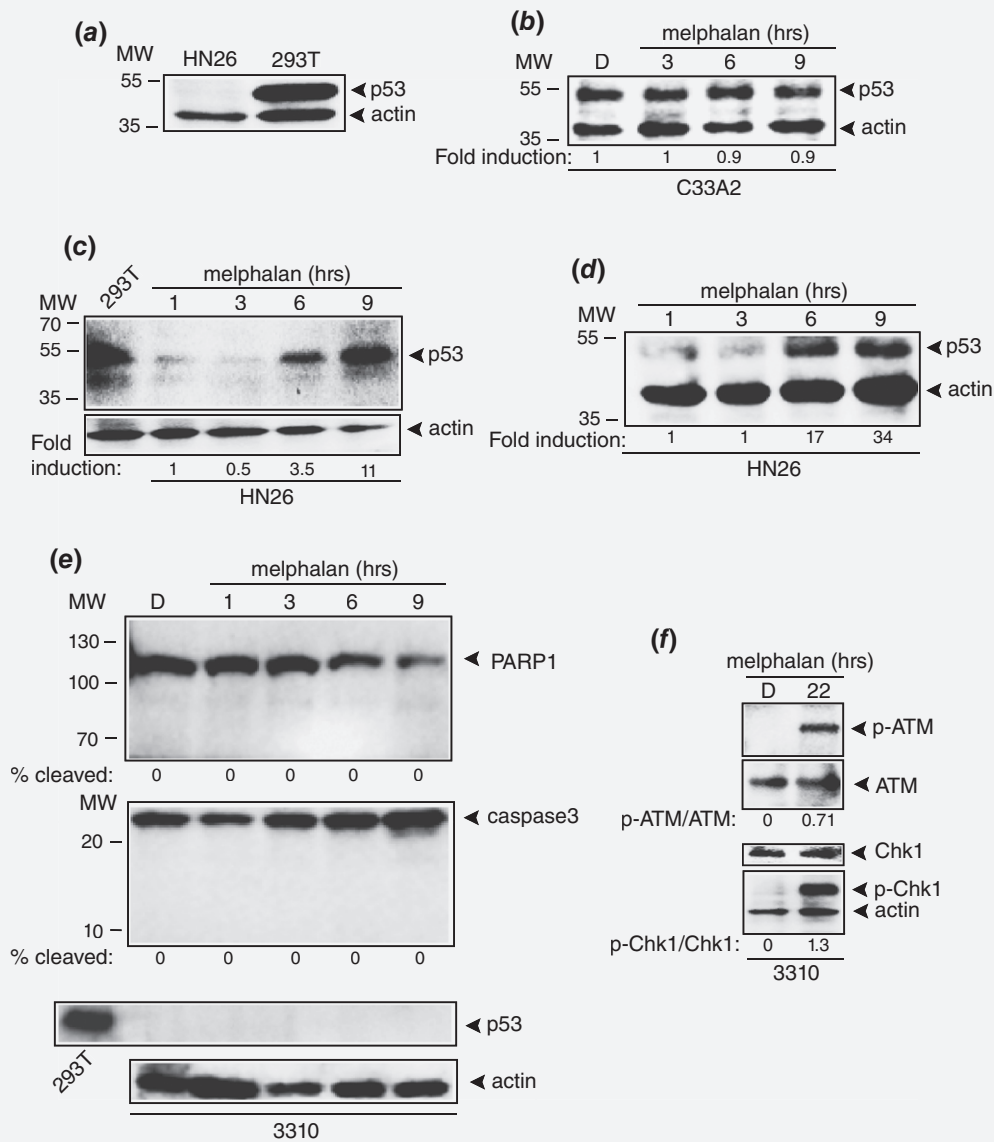 (a)
MW HN26 293T
55
p53
actin
35
(b)
melphalan (hrs)
MW D 3 6 9
55
p53
actin
35
Fold induction: 1 1 0.9 0.9
C33A2
(c)
melphalan (hrs)
293T
MW 1 3 6 9
70
55
p53
35
actin
Fold
induction: 1 0.5 3.5 11
HN26
(d)
melphalan (hrs)
MW 1 3 6 9
55
p53
actin
35
Fold induction: 1 1 17 34
HN26
(e)
melphalan (hrs)
MW D 1 3 6 9
130
PARP1
100
70
% cleaved: 0 0 0 0 0
MW
caspase3
20
10
% cleaved: 0 0 0 0 0
p53
293T
actin
3310
(f)
melphalan (hrs)
D 22
p-ATM
ATM
p-ATM/ATM: 0 0.71
Chk1
p-Chk1
actin
p-Chk1/Chk1: 0 1.3
3310